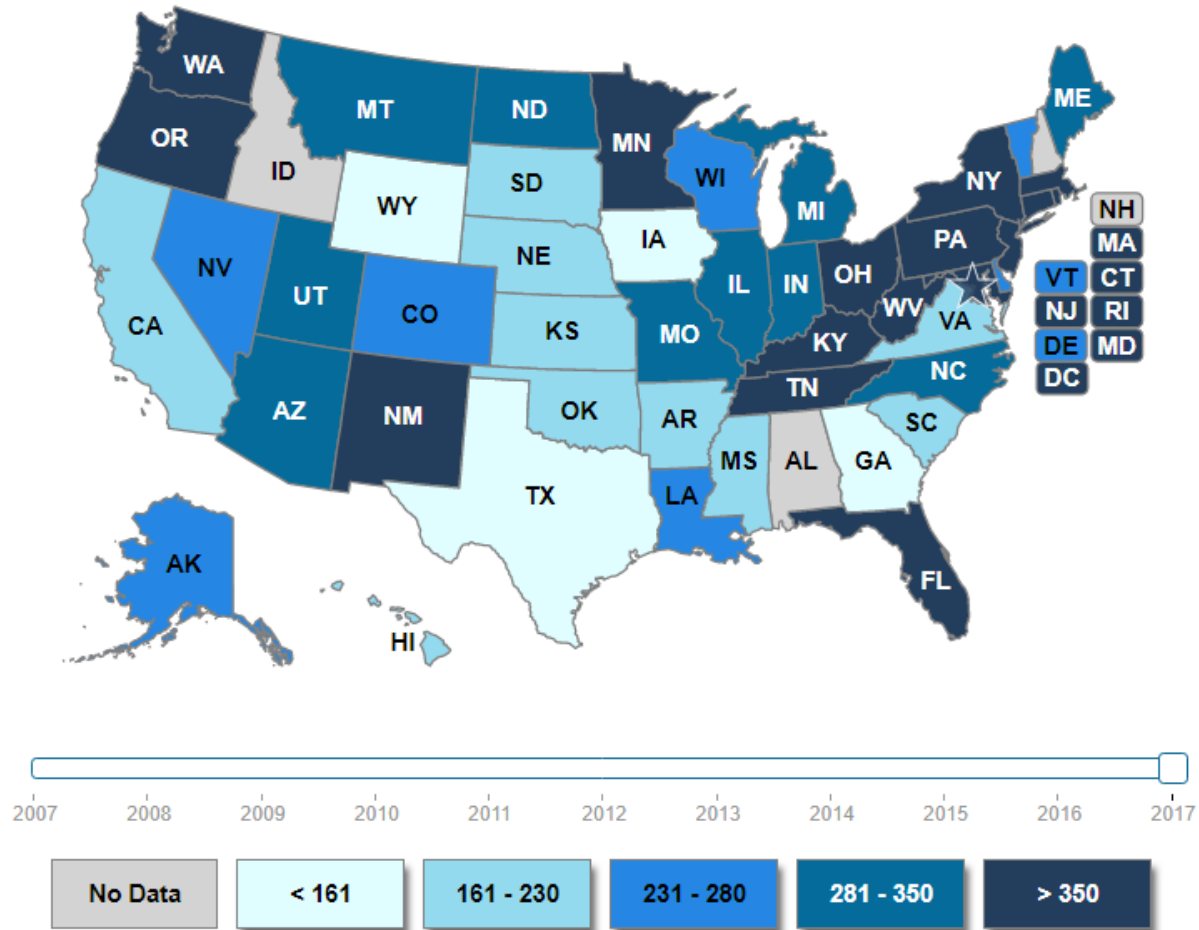 WA
MT
ND
ME
OR
MN
ID
SD
WI
NY
WY
MI
NH
IA
PA
MA
NE
OH
NV
IL
IN
VT
CT
UT
WV
NJ
RI
CA
CO
KS
MO
KY
VA
DE
MD
NC
DC
TN
AZ
NM
OK
AR
SC
MS
AL
GA
TX
LA
AK
FL
HI
2007 2008 2009 2010 2011 2012 2013 2014 2015 2016 2017
No Data < 161 161 - 230 231 - 280 281 - 350 > 350